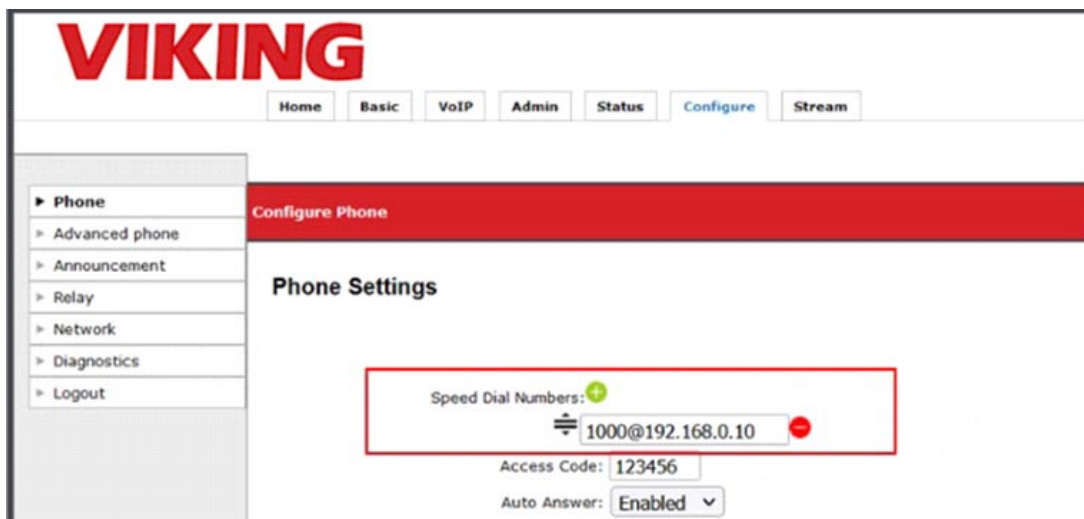 VIKING
Home Basic VoIP Admin Status Configure Stream
Phone
Advanced phone
Announcement
Relay
Network
Diagnostics
Logout
Configure Phone
Phone Settings
Speed Dial Numbers:
1000@192.168.0.10
Access Code: 123456
Auto Answer: Enabled